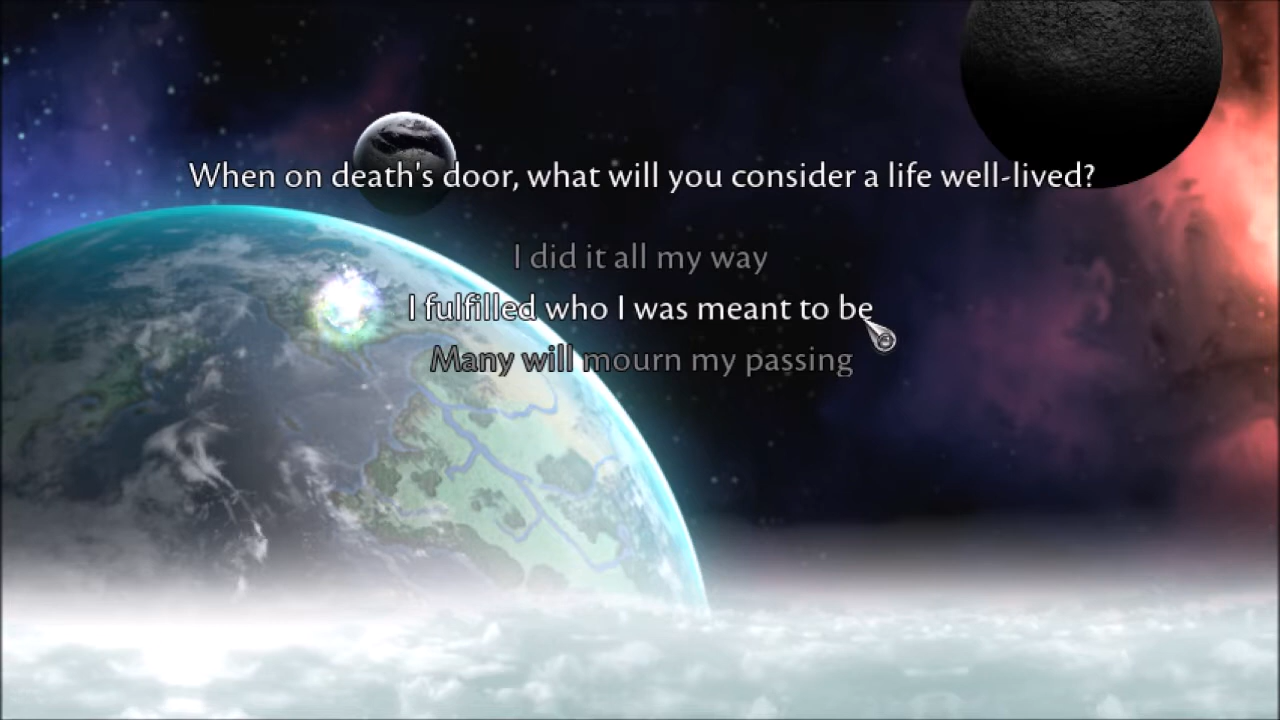 When on death's door, what will you consider a life well-lived?
I did it all my way
I fulfilled who I was meant to be
Many will mourn my passing